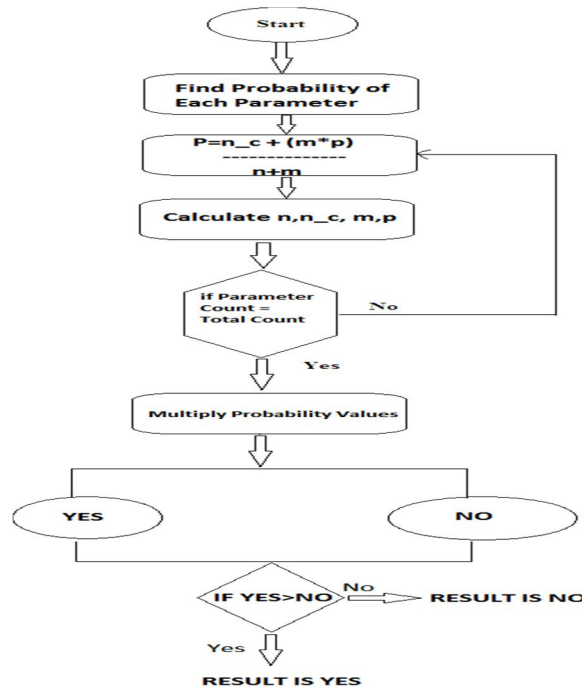 Start
Find Probability of
Each Parameter
P=n_c + (m*p)
--------------
n+m
Calculate n,n_c, m,p
if Parameter
Count =
Total Count
No
Yes
Multiply Probability Values
YES
NO
IF YES>NO
No
RESULT IS NO
Yes
RESULT IS YES